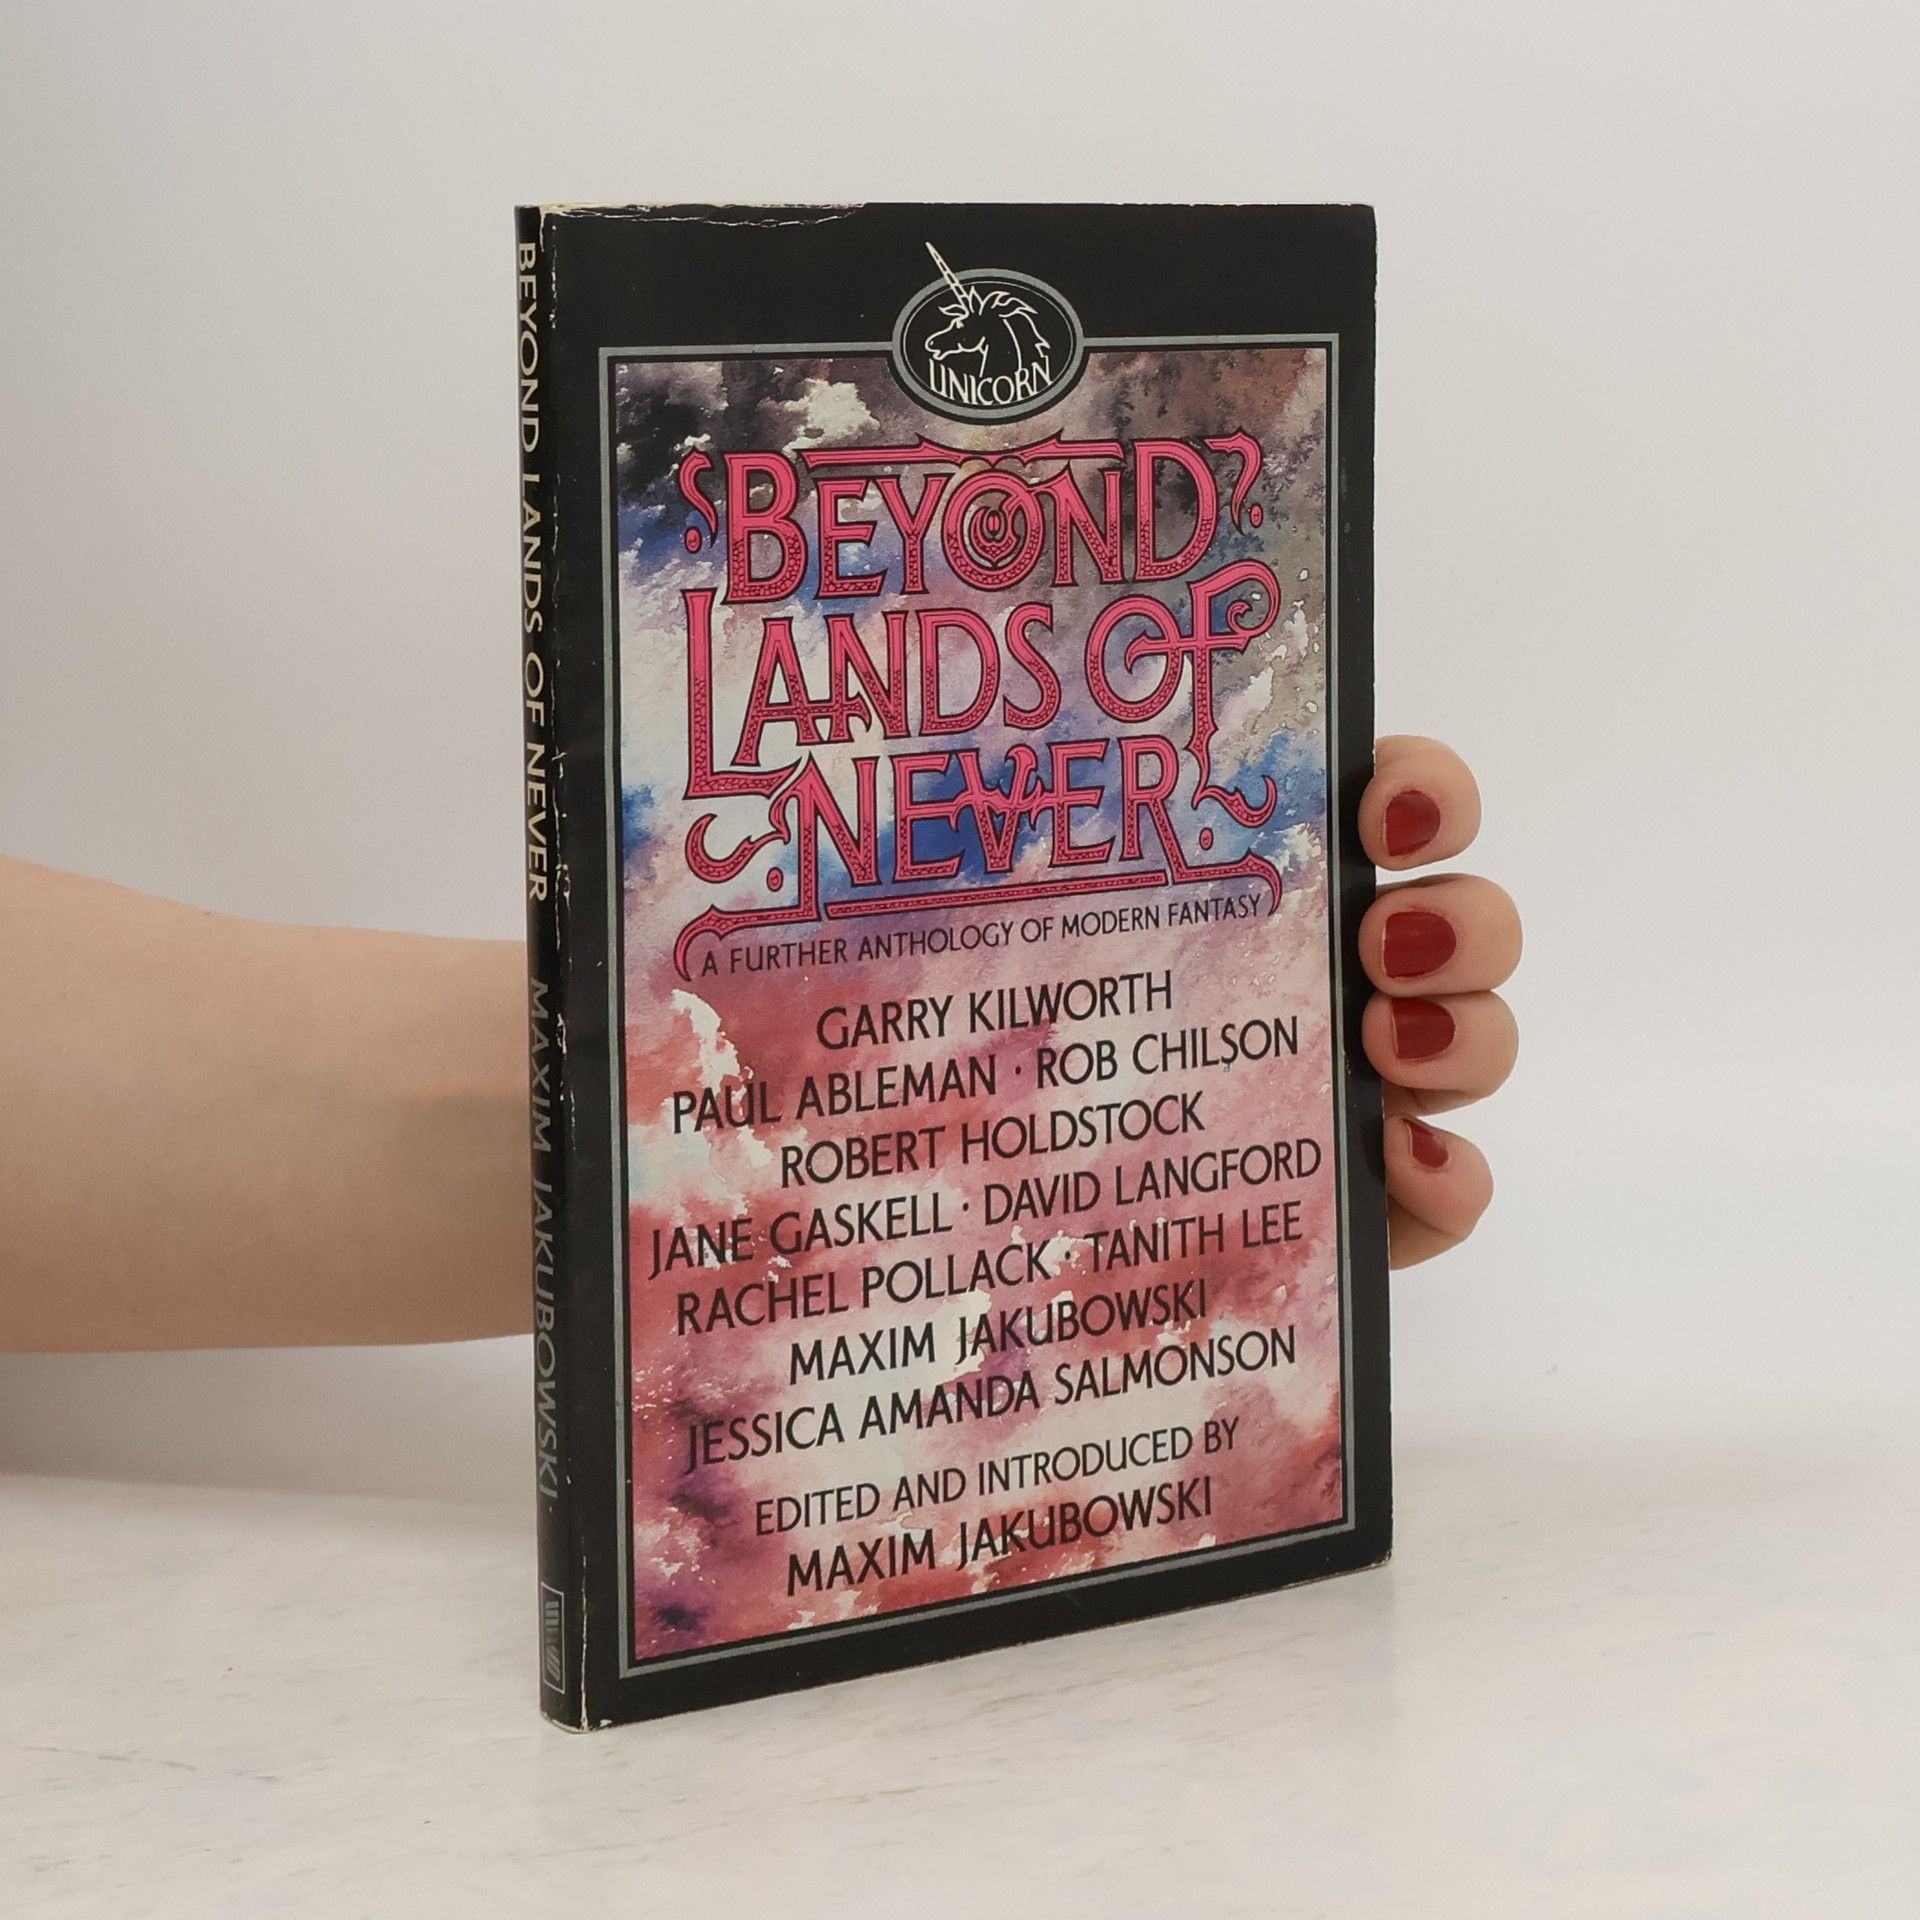 UNICORN
BEYOND
LANDS OF
NEVER
A FURTHER ANTHOLOGY OF MODERN FANTASY
GARRY KILWORTH
PAUL ABLEMAN · ROB CHILSON
ROBERT HOLDSTOCK
JANE GASKELL · DAVID LANGFORD
RACHEL POLLACK · TANITH LEE
MAXIM JAKUBOWSKI
JESSICA AMANDA SALMONSON
EDITED AND INTRODUCED BY
MAXIM JAKUBOWSKI
BEYOND LANDS OF NEVER MAXIM JAKUBOWSKI